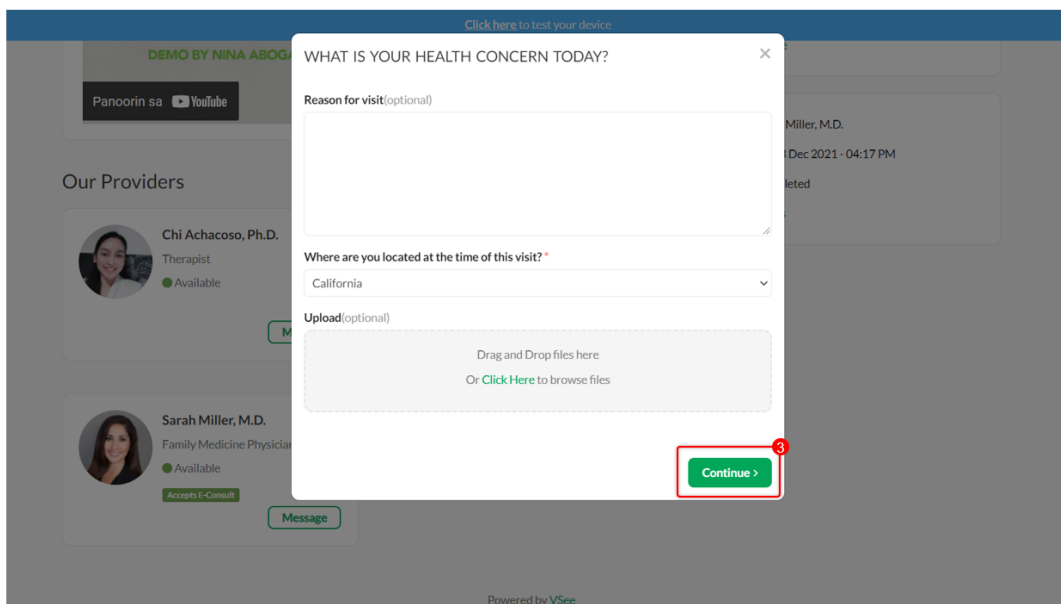 Click here to test your device
DEMO BY NINA
Panoorin sa YouTube
Our Providers
Chi Achacoso, Ph.D.
Therapist
Available
Sarah Miller, M.D.
Family Medicine Physician
Available
Accepts E-Consult
Message
WHAT IS YOUR HEALTH CONCERN TODAY?
×
Reason for visit(optional)
Where are you located at the time of this visit? *
California
Upload(optional)
Drag and Drop files here
Or Click Here to browse files
Continue >
3
Miller, M.D.
Dec 2021 - 04:17 PM
Powered by VSee